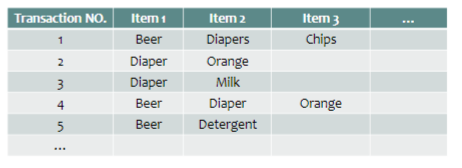 Transaction NO. Item 1 Item 2 Item 3 ...
1 Beer Diapers Chips
2 Diaper Orange
3 Diaper Milk
4 Beer Diaper Orange
5 Beer Detergent
...